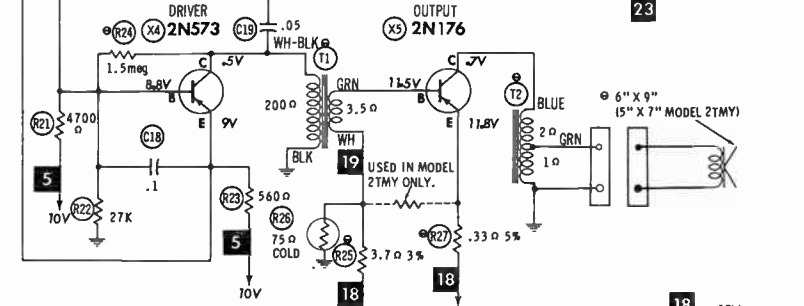 DRIVER
X4 2N573
C19 .05
OUTPUT
X5 2N176
23
R24
1.5meg
WH-BLK
T1
C .5V
8.8V
B
E 9V
200Ω
GRN
3.5Ω
WH
BLK
11.5V
C .7V
B
E 11.8V
T2
BLUE
2Ω
GRN
1Ω
6" X 9"
(5" X 7" MODEL 2TMY)
R21 4700
Ω
C18
.1
5
10V
R22 27K
R23 560Ω
5
10V
R26
75Ω
COLD
19
USED IN MODEL
2TMY ONLY.
R25 3.7Ω 3%
18
R27 .33Ω 5%
18
18